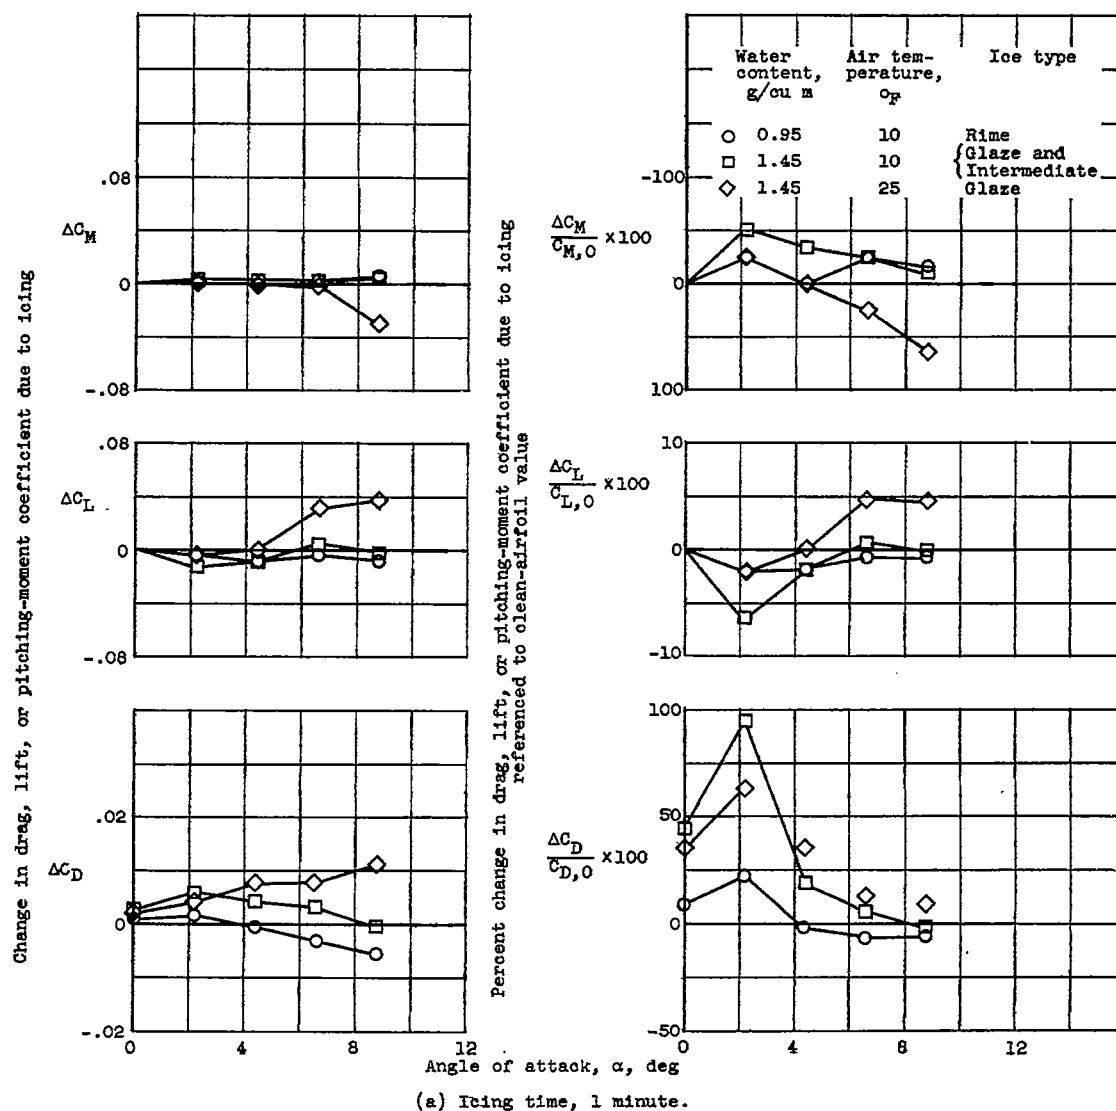 Change in drag, lift, or pitching-moment coefficient due to icing
ΔC_M
.08
0
-.08
ΔC_L
.08
0
-.08
ΔC_D
.02
0
-.02
0 4 8 12
Percent change in drag, lift, or pitching-moment coefficient due to icing
referenced to clean-airfoil value
Water Air tem- Ice type
content, perature,
g/cu m °F
0.95 10 Rime
1.45 10 {Glaze and
Intermediate
1.45 25 Glaze
ΔC_M/C_M,0 ×100
-100
0
100
ΔC_L/C_L,0 ×100
10
0
-10
ΔC_D/C_D,0 ×100
100
50
0
-50
0 4 8 12
Angle of attack, α, deg
(a) Icing time, 1 minute.